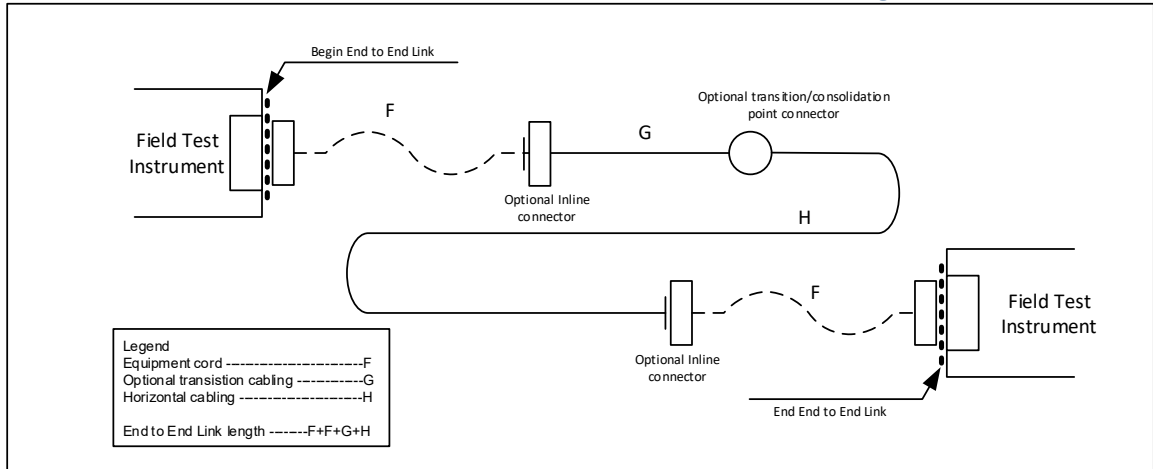 Begin End to End Link
Field Test
Instrument
F
Optional Inline
connector
G
Optional transition/consolidation
point connector
H
F
Optional Inline
connector
Field Test
Instrument
End End to End Link
Legend
Equipment cord ----------------------F
Optional transistion cabling ------------G
Horizontal cabling --------------------H
End to End Link length -------F+F+G+H